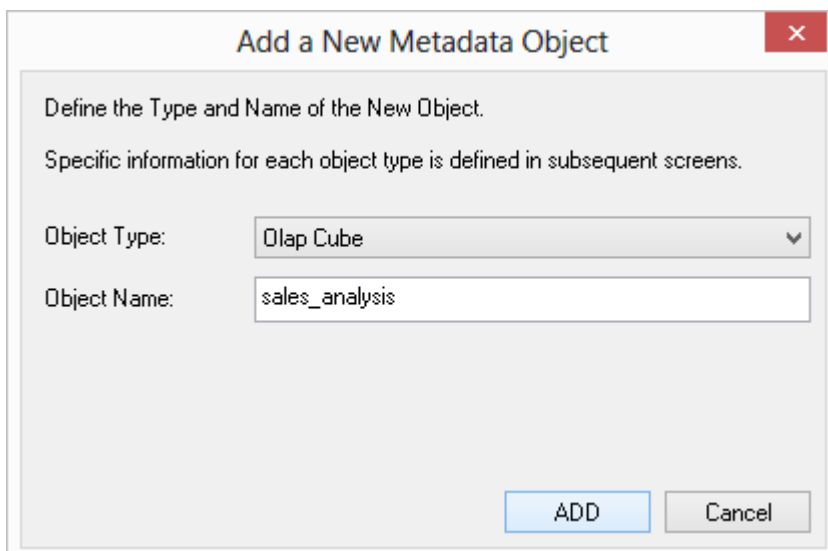 Add a New Metadata Object
Define the Type and Name of the New Object.
Specific information for each object type is defined in subsequent screens.
Object Type: Olap Cube
Object Name: sales_analysis
ADD Cancel